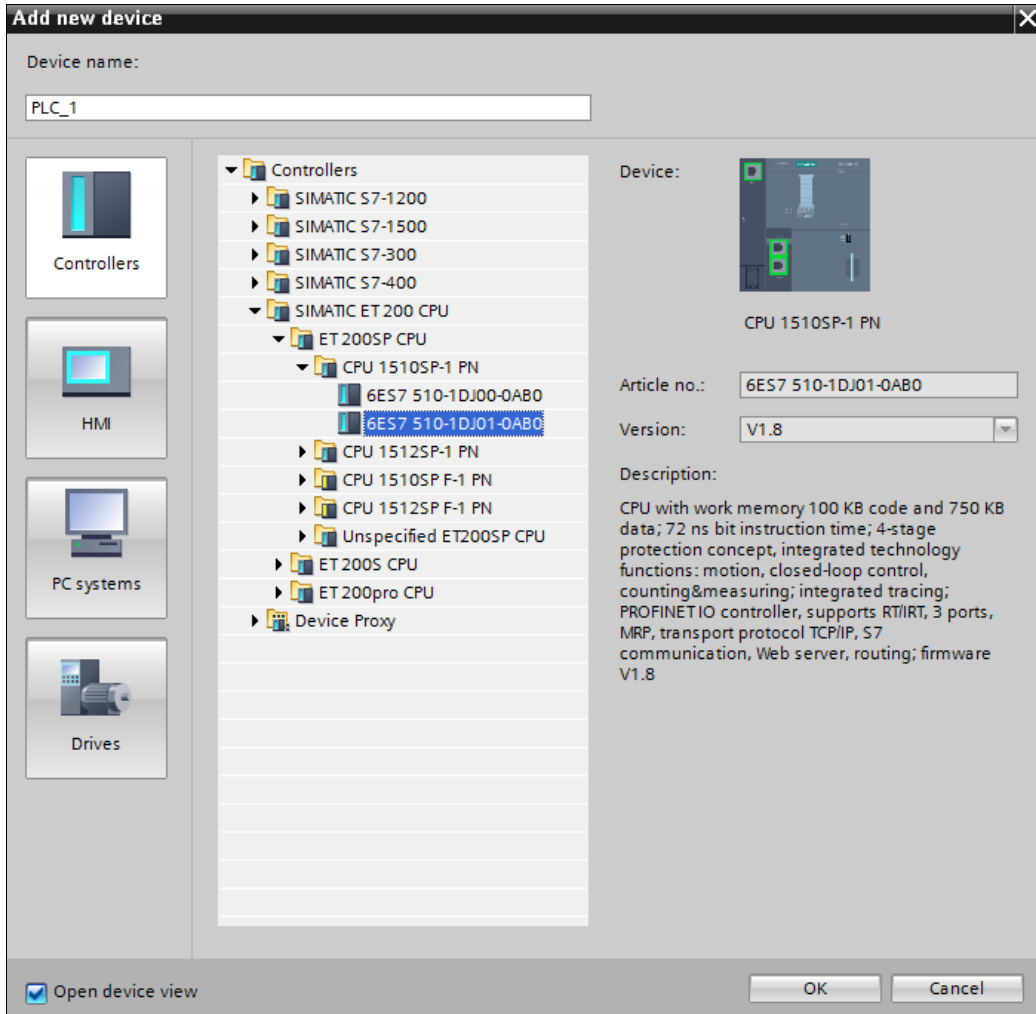 Add new device
Device name:
PLC_1
Controllers
HMI
PC systems
Drives
Controllers
SIMATIC S7-1200
SIMATIC S7-1500
SIMATIC S7-300
SIMATIC S7-400
SIMATIC ET 200 CPU
ET 200SP CPU
CPU 1510SP-1 PN
6ES7 510-1DJ00-0AB0
6ES7 510-1DJ01-0AB0
CPU 1512SP-1 PN
CPU 1510SP F-1 PN
CPU 1512SP F-1 PN
Unspecified ET200SP CPU
ET 200S CPU
ET 200pro CPU
Device Proxy
Device:
CPU 1510SP-1 PN
Article no.: 6ES7 510-1DJ01-0AB0
Version: V1.8
Description:
CPU with work memory 100 KB code and 750 KB
data; 72 ns bit instruction time; 4-stage
protection concept, integrated technology
functions: motion, closed-loop control,
counting&measuring; integrated tracing;
PROFINET IO controller, supports RT/IRT, 3 ports,
MRP, transport protocol TCP/IP, S7
communication, Web server, routing; firmware
V1.8
Open device view
OK
Cancel